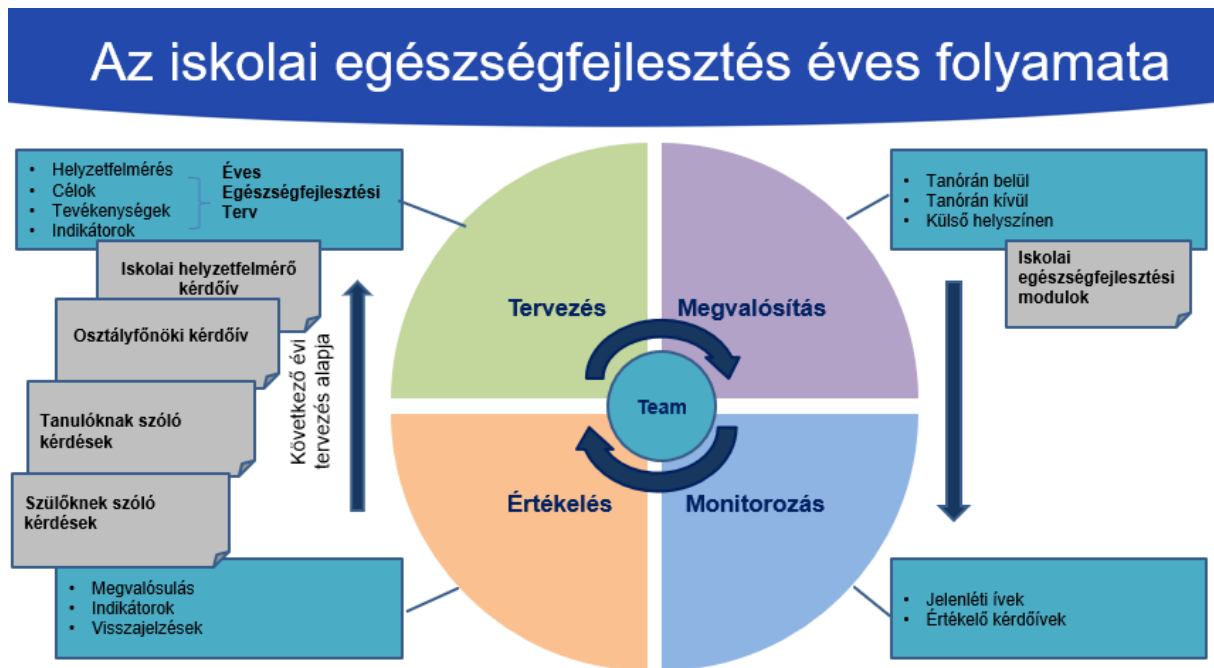 Az iskolai egészségfejlesztés éves folyamata
• Helyzetfelmérés
• Célok
• Tevékenységek
• Indikátorok
Éves
Egészségfejlesztési
Terv
Iskolai helyzetfelmérő
kérdőív
Osztályfőnöki kérdőív
Tanulóknak szóló
kérdések
Szülőknek szóló
kérdések
Következő évi
tervezés alapja
• Megvalósulás
• Indikátorok
• Visszajelzések
Tervezés
Megvalósítás
Team
Értékelés
Monitorozás
• Tanórán belül
• Tanórán kívül
• Külső helyszínen
Iskolai
egészségfejlesztési
modulok
• Jelenléti ívek
• Értékelő kérdőívek